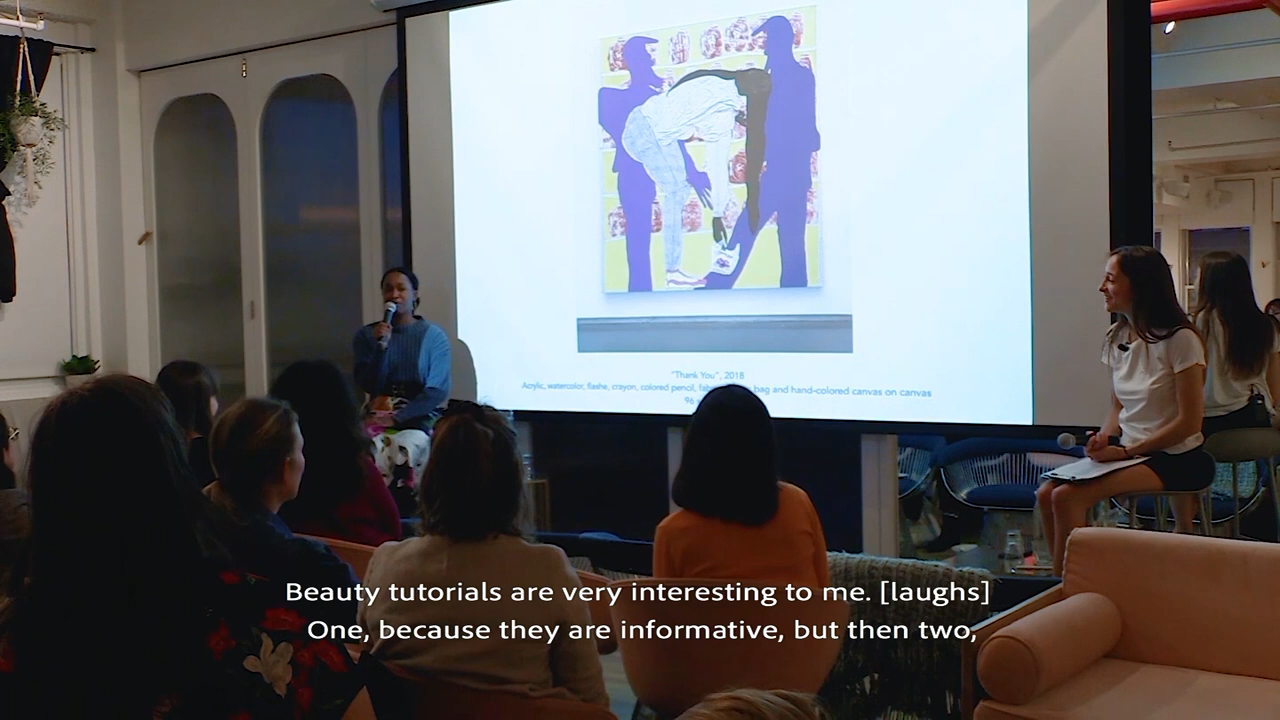 "Thank You", 2018
Acrylic, watercolor, flashe, crayon, colored pencil, bag and hand-colored canvas on canvas
96
Beauty tutorials are very interesting to me. [laughs]
One, because they are informative, but then two,